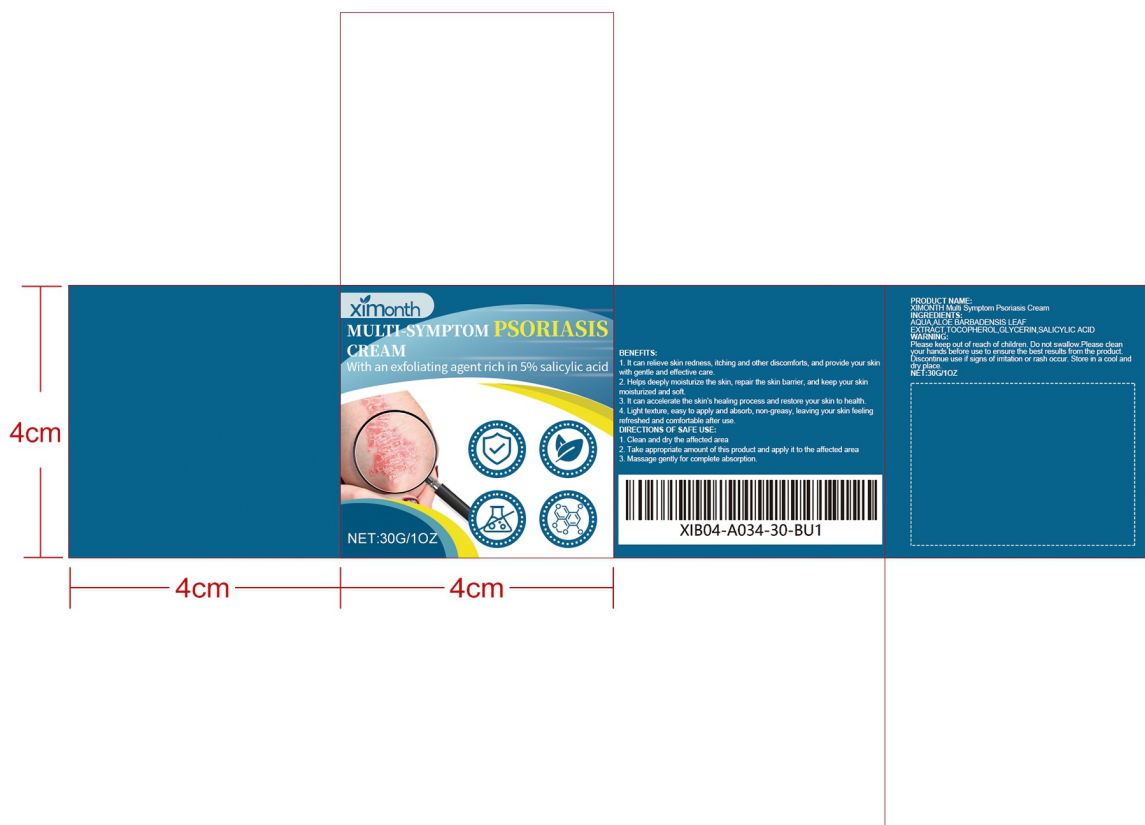 4cm
4cm
4cm
ximonth
MULTI-SYMPTOM PSORIASIS
CREAM
With an exfoliating agent rich in 5% salicylic acid
NET:30G/1OZ
BENEFITS:
1. It can relieve skin redness, itching and other discomforts, and provide your skin
with gentle and effective care.
2. Helps deeply moisturize the skin, repair the skin barrier, and keep your skin
moisturized and soft.
3. It can accelerate the skin's healing process and restore your skin to health.
4. Light texture, easy to apply and absorb, non-greasy, leaving your skin feeling
refreshed and comfortable after use.
DIRECTIONS OF SAFE USE:
1. Clean and dry the affected area
2. Take appropriate amount of this product and apply it to the affected area
3. Massage gently for complete absorption.
XIB04-A034-30-BU1
PRODUCT NAME:
XIMONTH Multi Symptom Psoriasis Cream
INGREDIENTS:
AQUA,ALOE BARBADENSIS LEAF
EXTRACT,TOCOPHEROL,GLYCERIN,SALICYLIC ACID
WARNING:
Please keep out of reach of children. Do not swallow.Please clean
your hands before use to ensure the best results from the product.
Discontinue use if signs of irritation or rash occur. Store in a cool and
dry place.
NET:30G/1OZ